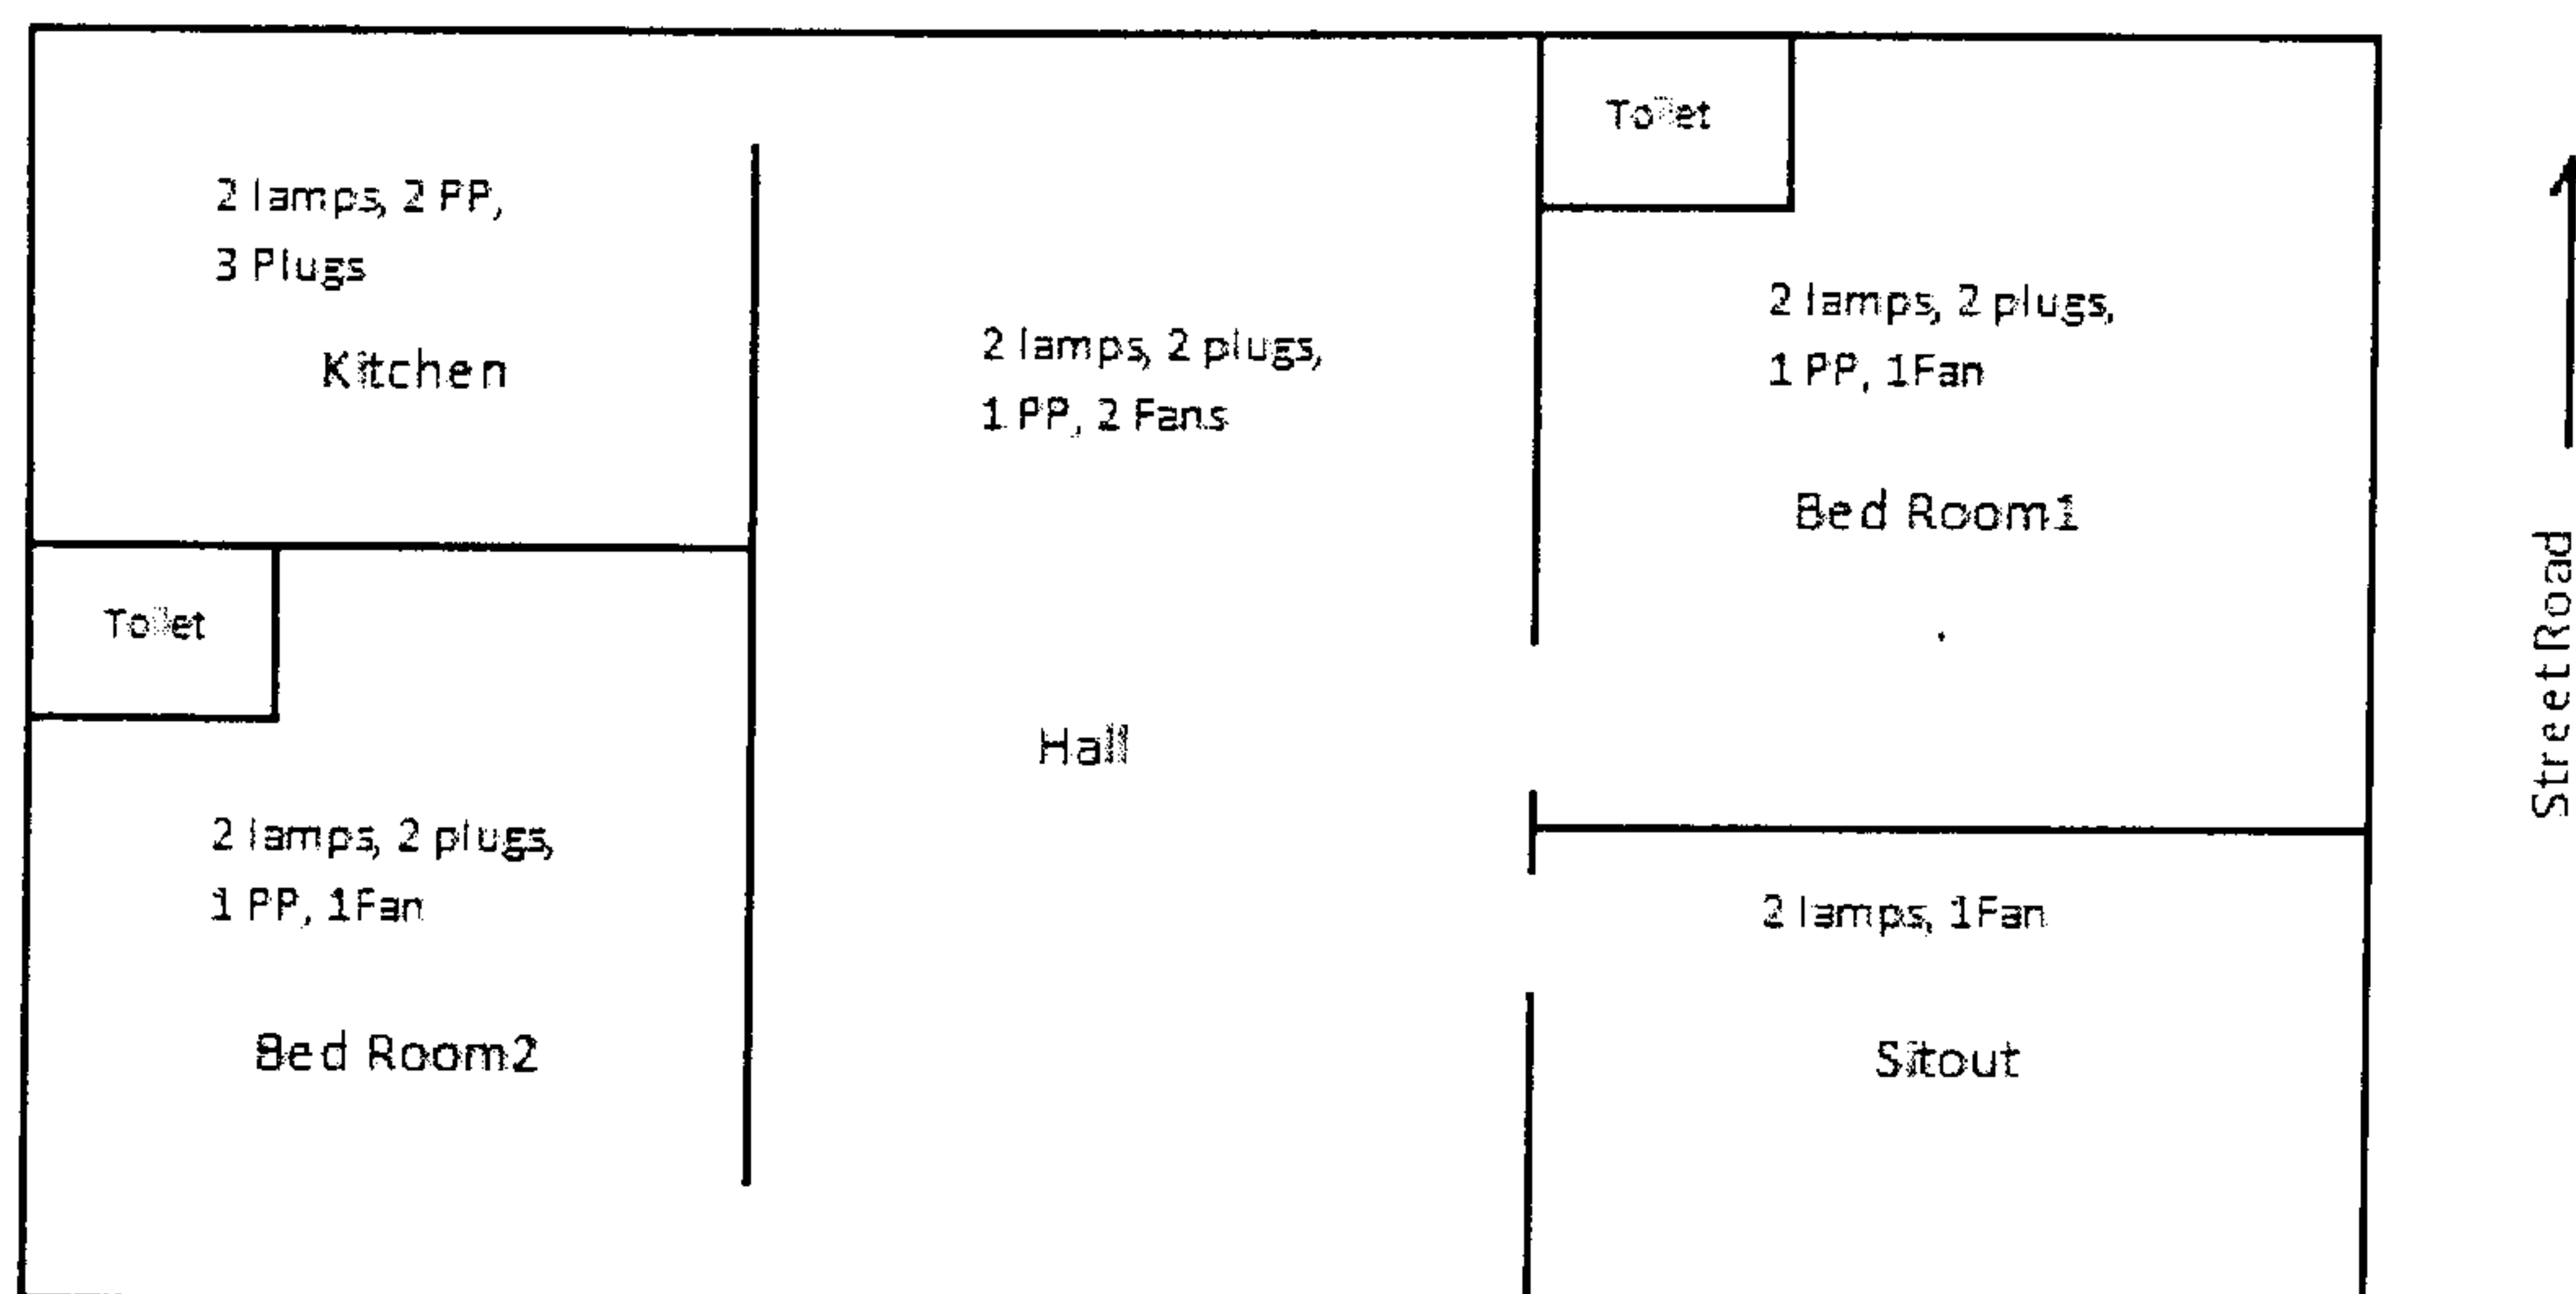 Toilet
2 lamps, 2 PP,
3 Plugs
Kitchen
2 lamps, 2 plugs,
1 PP, 2 Fans
2 lamps, 2 plugs,
1 PP, 1Fan
Bed Room1
Street Road
Toilet
Hall
2 lamps, 2 plugs,
1 PP, 1Fan
Bed Room2
2 lamps, 1Fan
Sitout